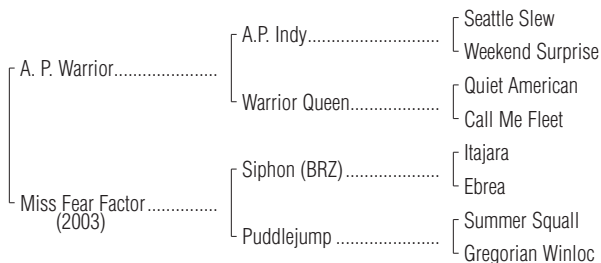 Seattle Slew
A.P. Indy..............................
Weekend Surprise
A. P. Warrior.......................
Quiet American
Warrior Queen....................
Call Me Fleet
Itajara
Siphon (BRZ).....................
Ebrea
Miss Fear Factor................
(2003)
Summer Squall
Puddlejump .......................
Gregorian Winloc